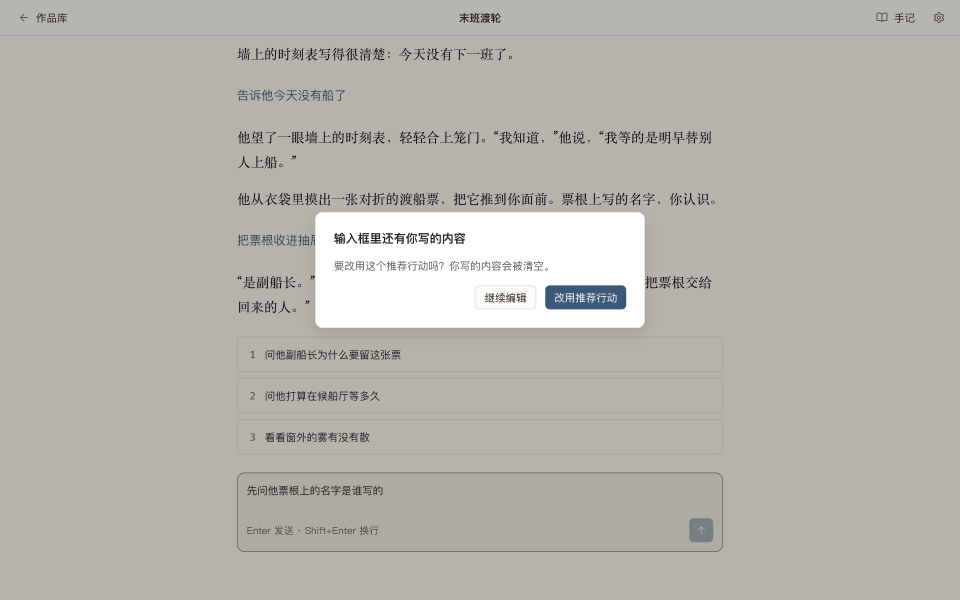 作品库
末班渡轮
手记
墙上的时刻表写得很清楚：今天没有下一班了。
告诉他今天没有船了
他望了一眼墙上的时刻表，轻轻合上笼门。“我知道，”他说，“我等的是明早替别
人上船。”
他从衣袋里摸出一张对折的渡船票，把它推到你面前。票根上写的名字，你认识。
把票根收进抽屉
“是副船长。”
把票根交给
回来的人。”
输入框里还有你写的内容
要改用这个推荐行动吗？你写的内容会被清空。
继续编辑
改用推荐行动
1 问他副船长为什么要留这张票
2 问他打算在候船厅等多久
3 看看窗外的雾有没有散
先问他票根上的名字是谁写的
Enter 发送 · Shift+Enter 换行